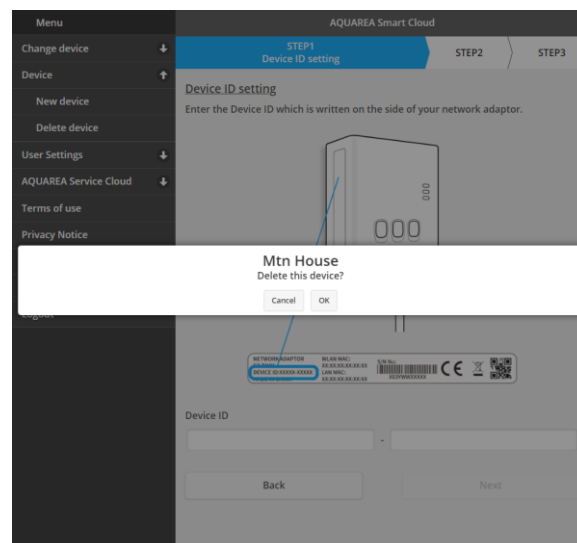 Menu
AQUAREA Smart Cloud
Change device
STEP1
Device ID setting
STEP2
STEP3
Device
New device
Delete device
User Settings
AQUAREA Service Cloud
Terms of use
Privacy Notice
Logout
Device ID setting
Enter the Device ID which is written on the side of your network adaptor.
Mtn House
Delete this device?
Cancel
OK
NETWORK ADAPTOR
DEVICE ID:XXXXX-XXXXX
WLAN MAC:
XX:XX:XX:XX:XX:XX
LAN MAC:
XX:XX:XX:XX:XX:XX
S/N No.:
CE
Device ID
-
Back
Next